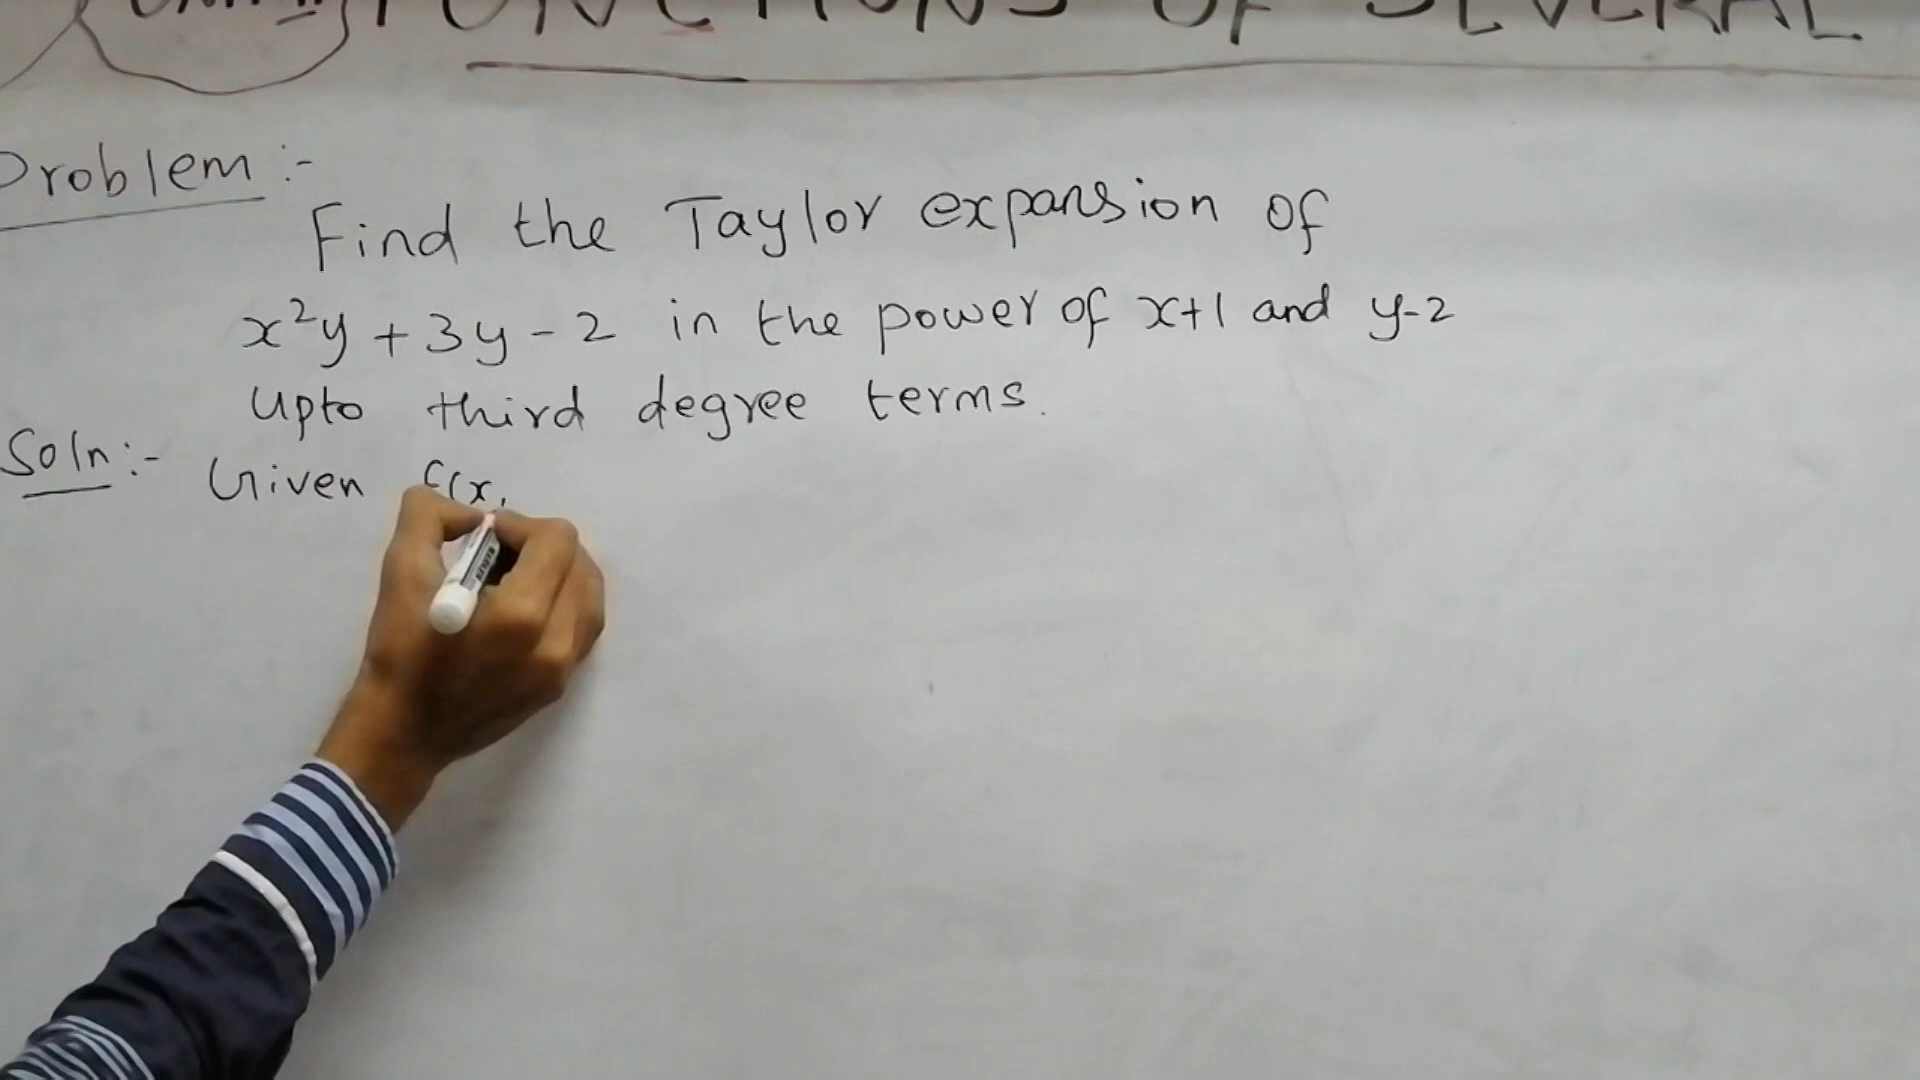 FUNCTIONS OF SEVERAL
Problem :-
Find the Taylor expansion of
x²y + 3y - 2 in the power of x+1 and y-2
Upto third degree terms.
Soln :- Given f(x,